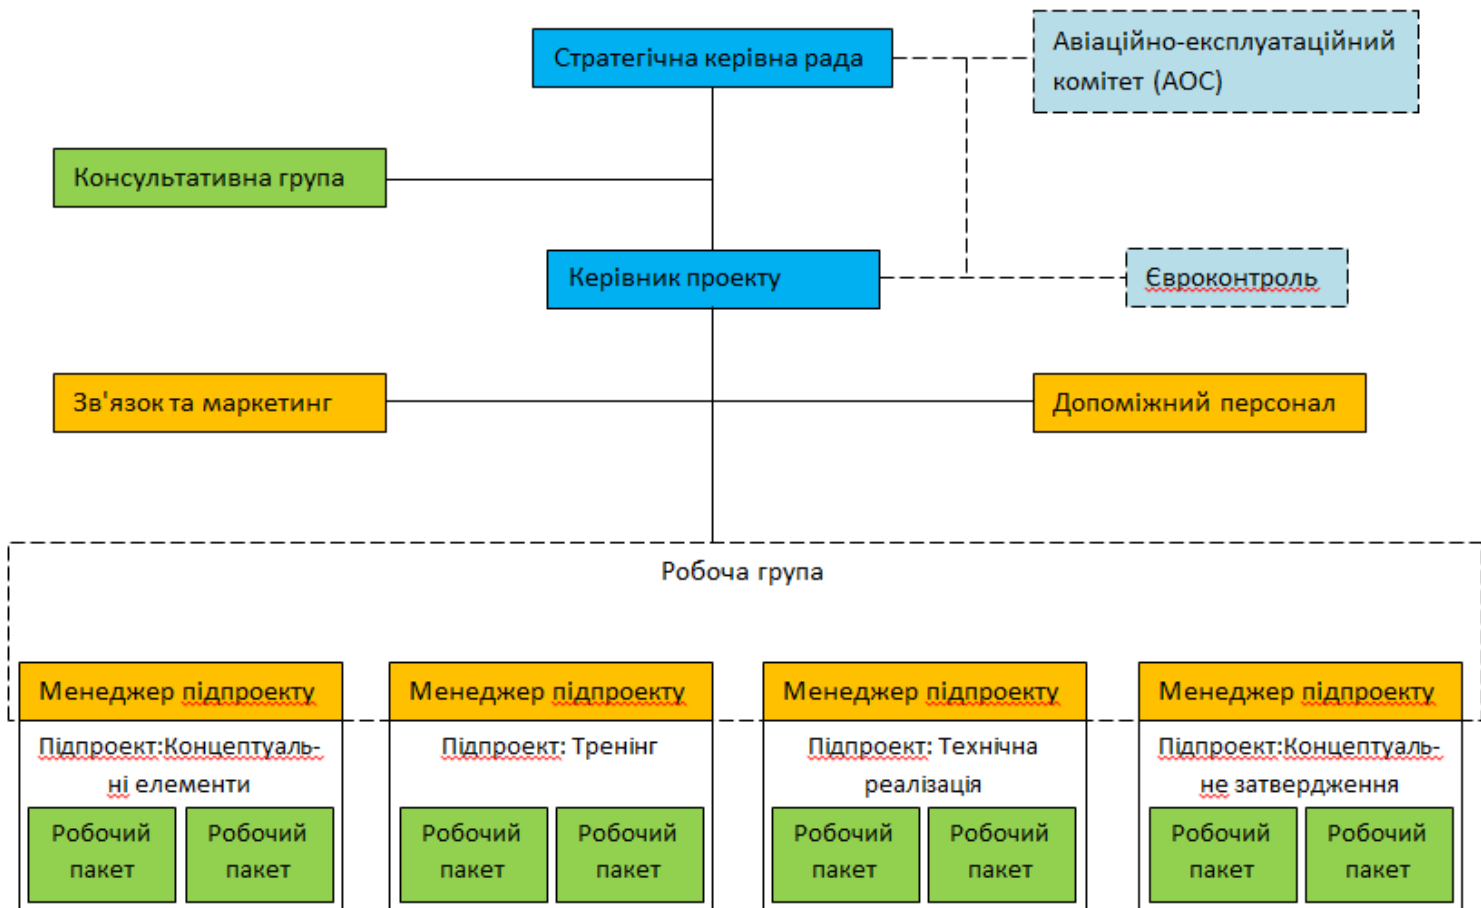 Стратегічна керівна рада
Авіаційно-експлуатаційний
комітет (АОС)
Консультативна група
Керівник проекту
Євроконтроль
Зв'язок та маркетинг
Допоміжний персонал
Робоча група
Менеджер підпроекту
Підпроект:Концептуаль-
ні елементи
Робочий
пакет
Робочий
пакет
Менеджер підпроекту
Підпроект: Тренінг
Робочий
пакет
Робочий
пакет
Менеджер підпроекту
Підпроект: Технічна
реалізація
Робочий
пакет
Робочий
пакет
Менеджер підпроекту
Підпроект:Концептуаль-
не затвердження
Робочий
пакет
Робочий
пакет